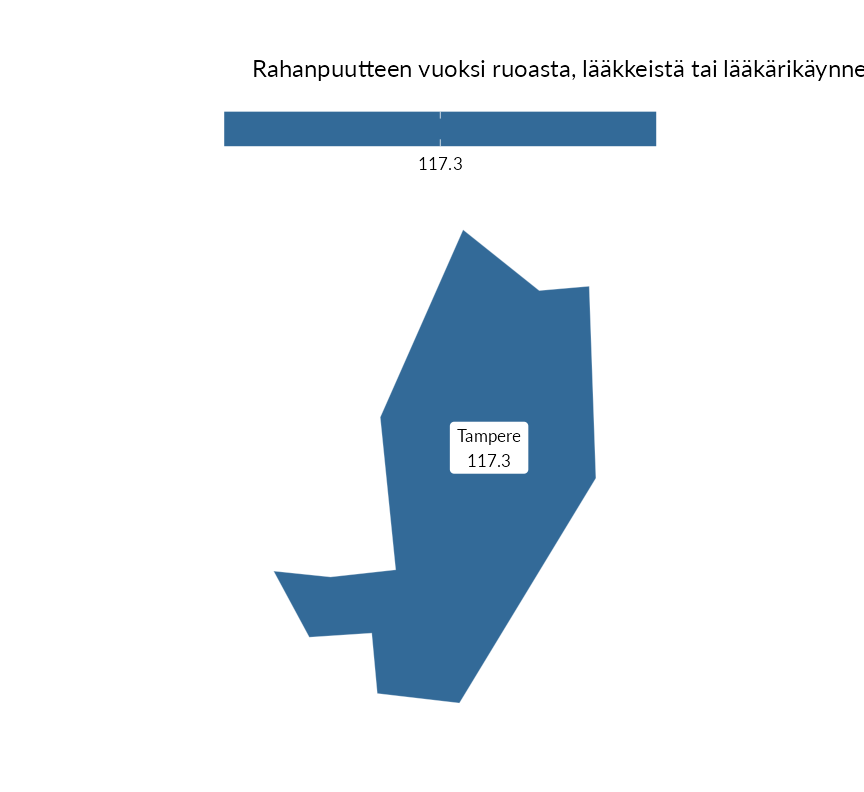 Rahanpuutteen vuoksi ruoasta, lääkkeistä tai lääkärikäynne
117.3
Tampere
117.3